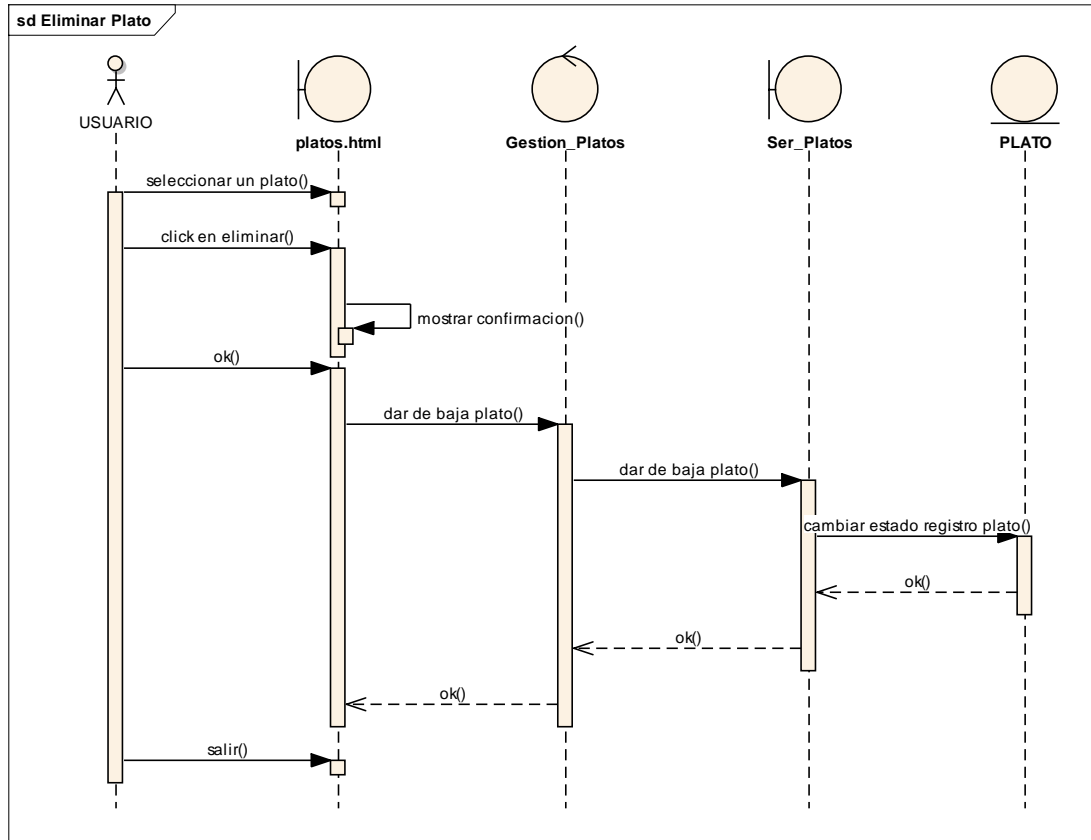 sd Eliminar Plato
USUARIO
platos.html
Gestion_Platos
Ser_Platos
PLATO
seleccionar un plato()
click en eliminar()
mostrar confirmacion()
ok()
dar de baja plato()
dar de baja plato()
cambiar estado registro plato()
ok()
ok()
ok()
salir()